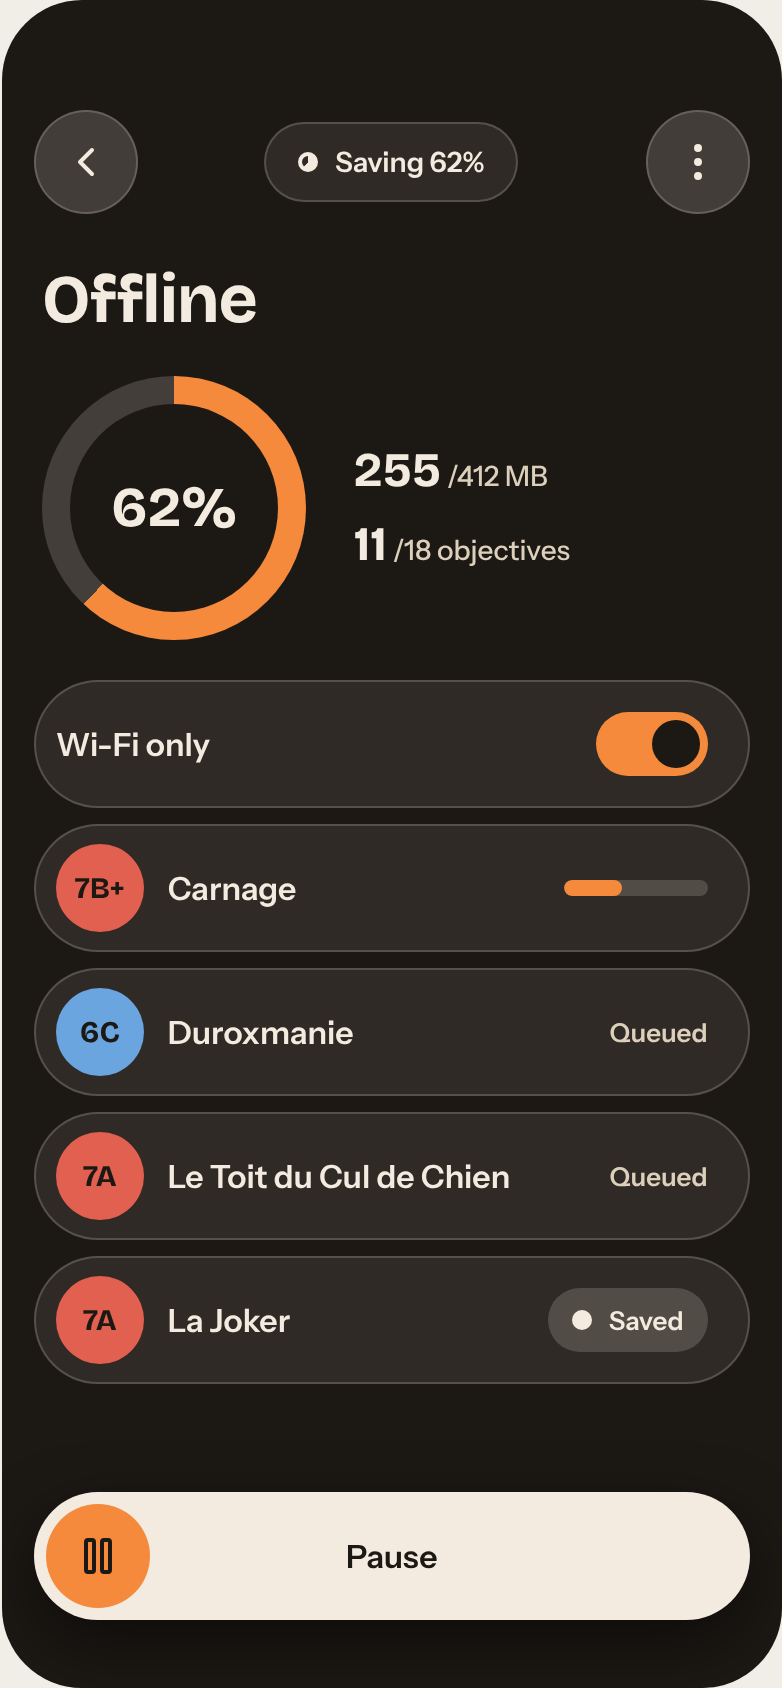 Saving 62%
Offline
62%
255 /412 MB
11 /18 objectives
Wi-Fi only
7B+ Carnage
6C Duroxmanie Queued
7A Le Toit du Cul de Chien Queued
7A La Joker Saved
Pause